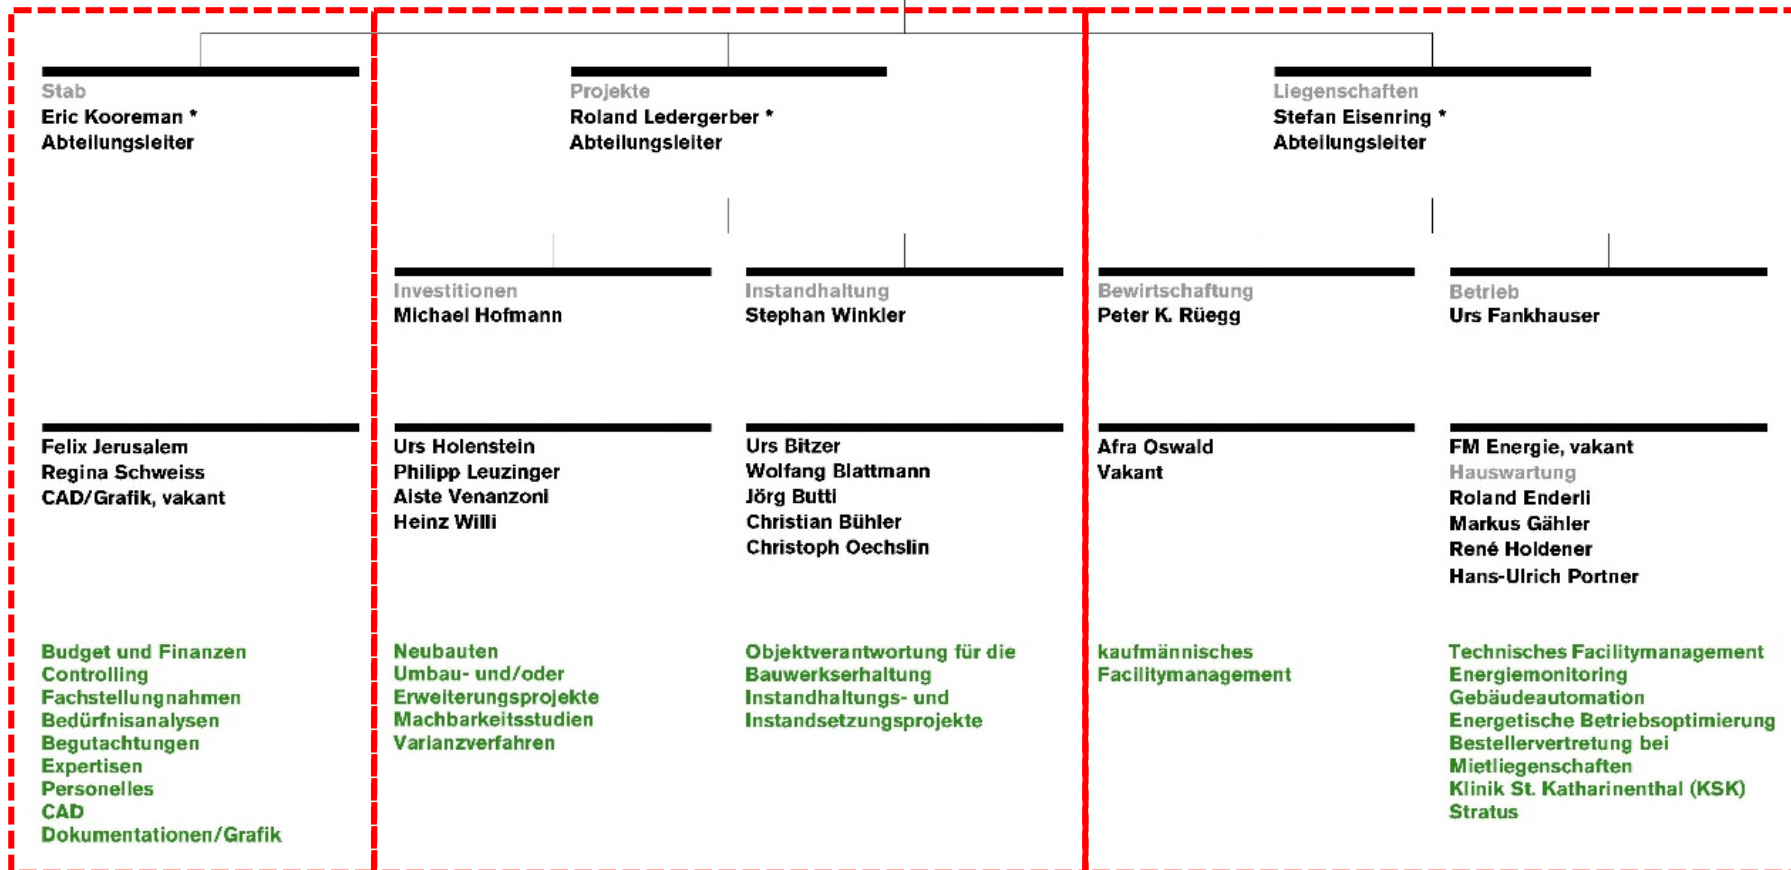 Stab
Eric Kooreman *
Abteilungsleiter
Projekte
Roland Ledergerber *
Abteilungsleiter
Liegenschaften
Stefan Eisenring *
Abteilungsleiter
Investitionen
Michael Hofmann
Instandhaltung
Stephan Winkler
Bewirtschaftung
Peter K. Rüegg
Betrieb
Urs Fankhauser
Felix Jerusalem
Regina Schweiss
CAD/Grafik, vakant
Urs Holenstein
Philipp Leuzinger
Aiste Venanzoni
Heinz Willi
Urs Bitzer
Wolfang Blattmann
Jörg Butti
Christian Bühler
Christoph Oechslin
Afra Oswald
Vakant
FM Energie, vakant
Hauswartung
Roland Enderli
Markus Gähler
René Holdener
Hans-Ulrich Portner
Budget und Finanzen
Controlling
Fachstellungnahmen
Bedürfnisanalysen
Begutachtungen
Expertisen
Personelles
CAD
Dokumentationen/Grafik
Neubauten
Umbau- und/oder
Erweiterungsprojekte
Machbarkeitsstudien
Varianzverfahren
Objektverantwortung für die
Bauwerkserhaltung
Instandhaltungs- und
Instandsetzungsprojekte
kaufmännisches
Facilitymanagement
Technisches Facilitymanagement
Energiemonitoring
Gebäudeautomation
Energetische Betriebsoptimierung
Bestellervertretung bei
Mietliegenschaften
Klinik St. Katharinenthal (KSK)
Stratus